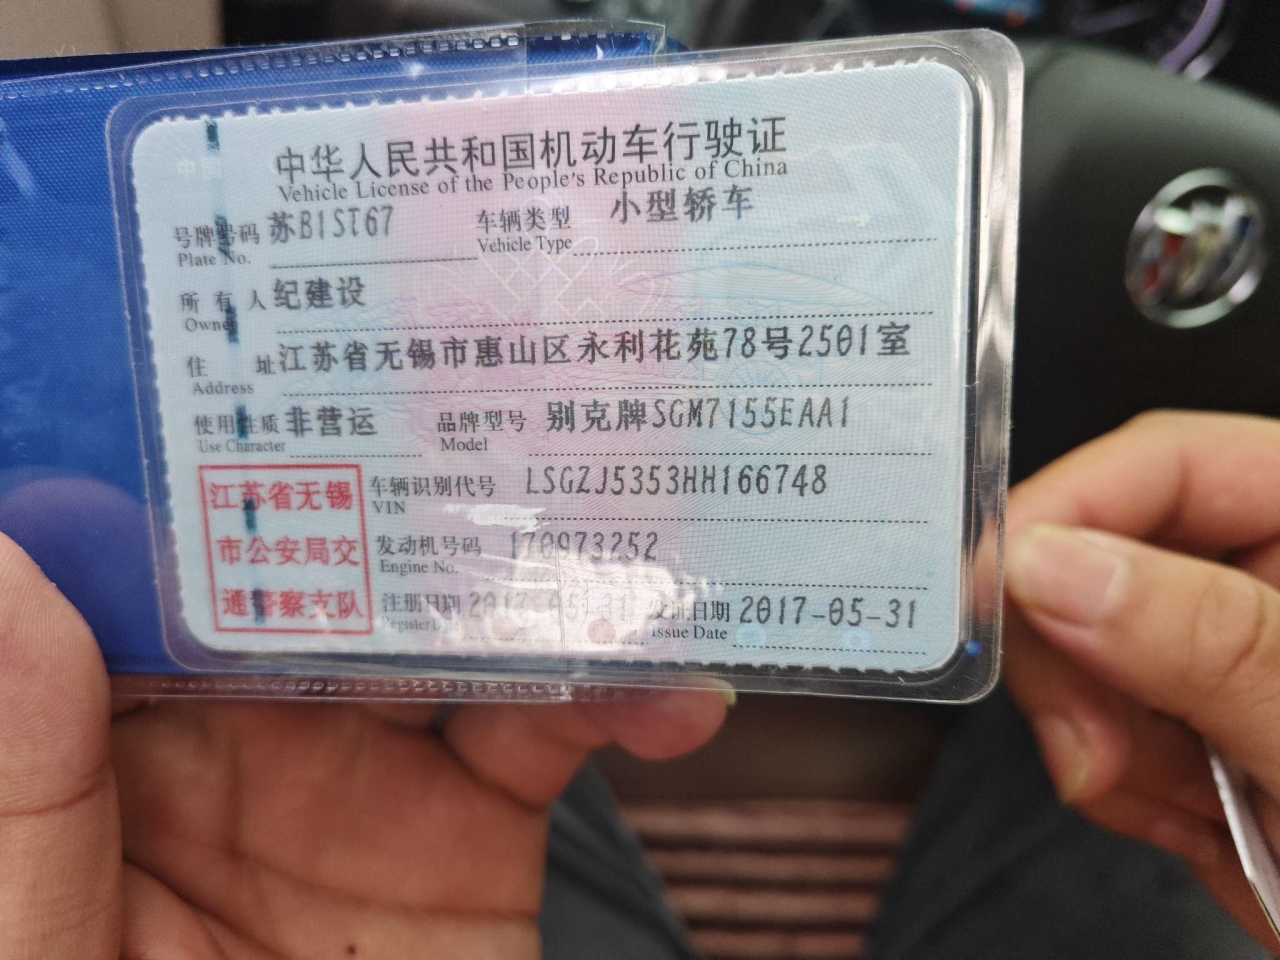 中华人民共和国机动车行驶证
Vehicle License of the People's Republic of China
号牌号码 苏B1ST67 车辆类型 小型轿车
Plate No. Vehicle Type
所有人 纪建设
Owner
住址 江苏省无锡市惠山区永利花苑78号2501室
Address
使用性质 非营运 品牌型号 别克牌SGM7155EAA1
Use Character Model
江苏省无锡
市公安局交
通警察支队
车辆识别代号 LSGZJ5353HH166748
VIN
发动机号码 170973252
Engine No.
注册日期 2017-05-31 发证日期 2017-05-31
Register Date Issue Date